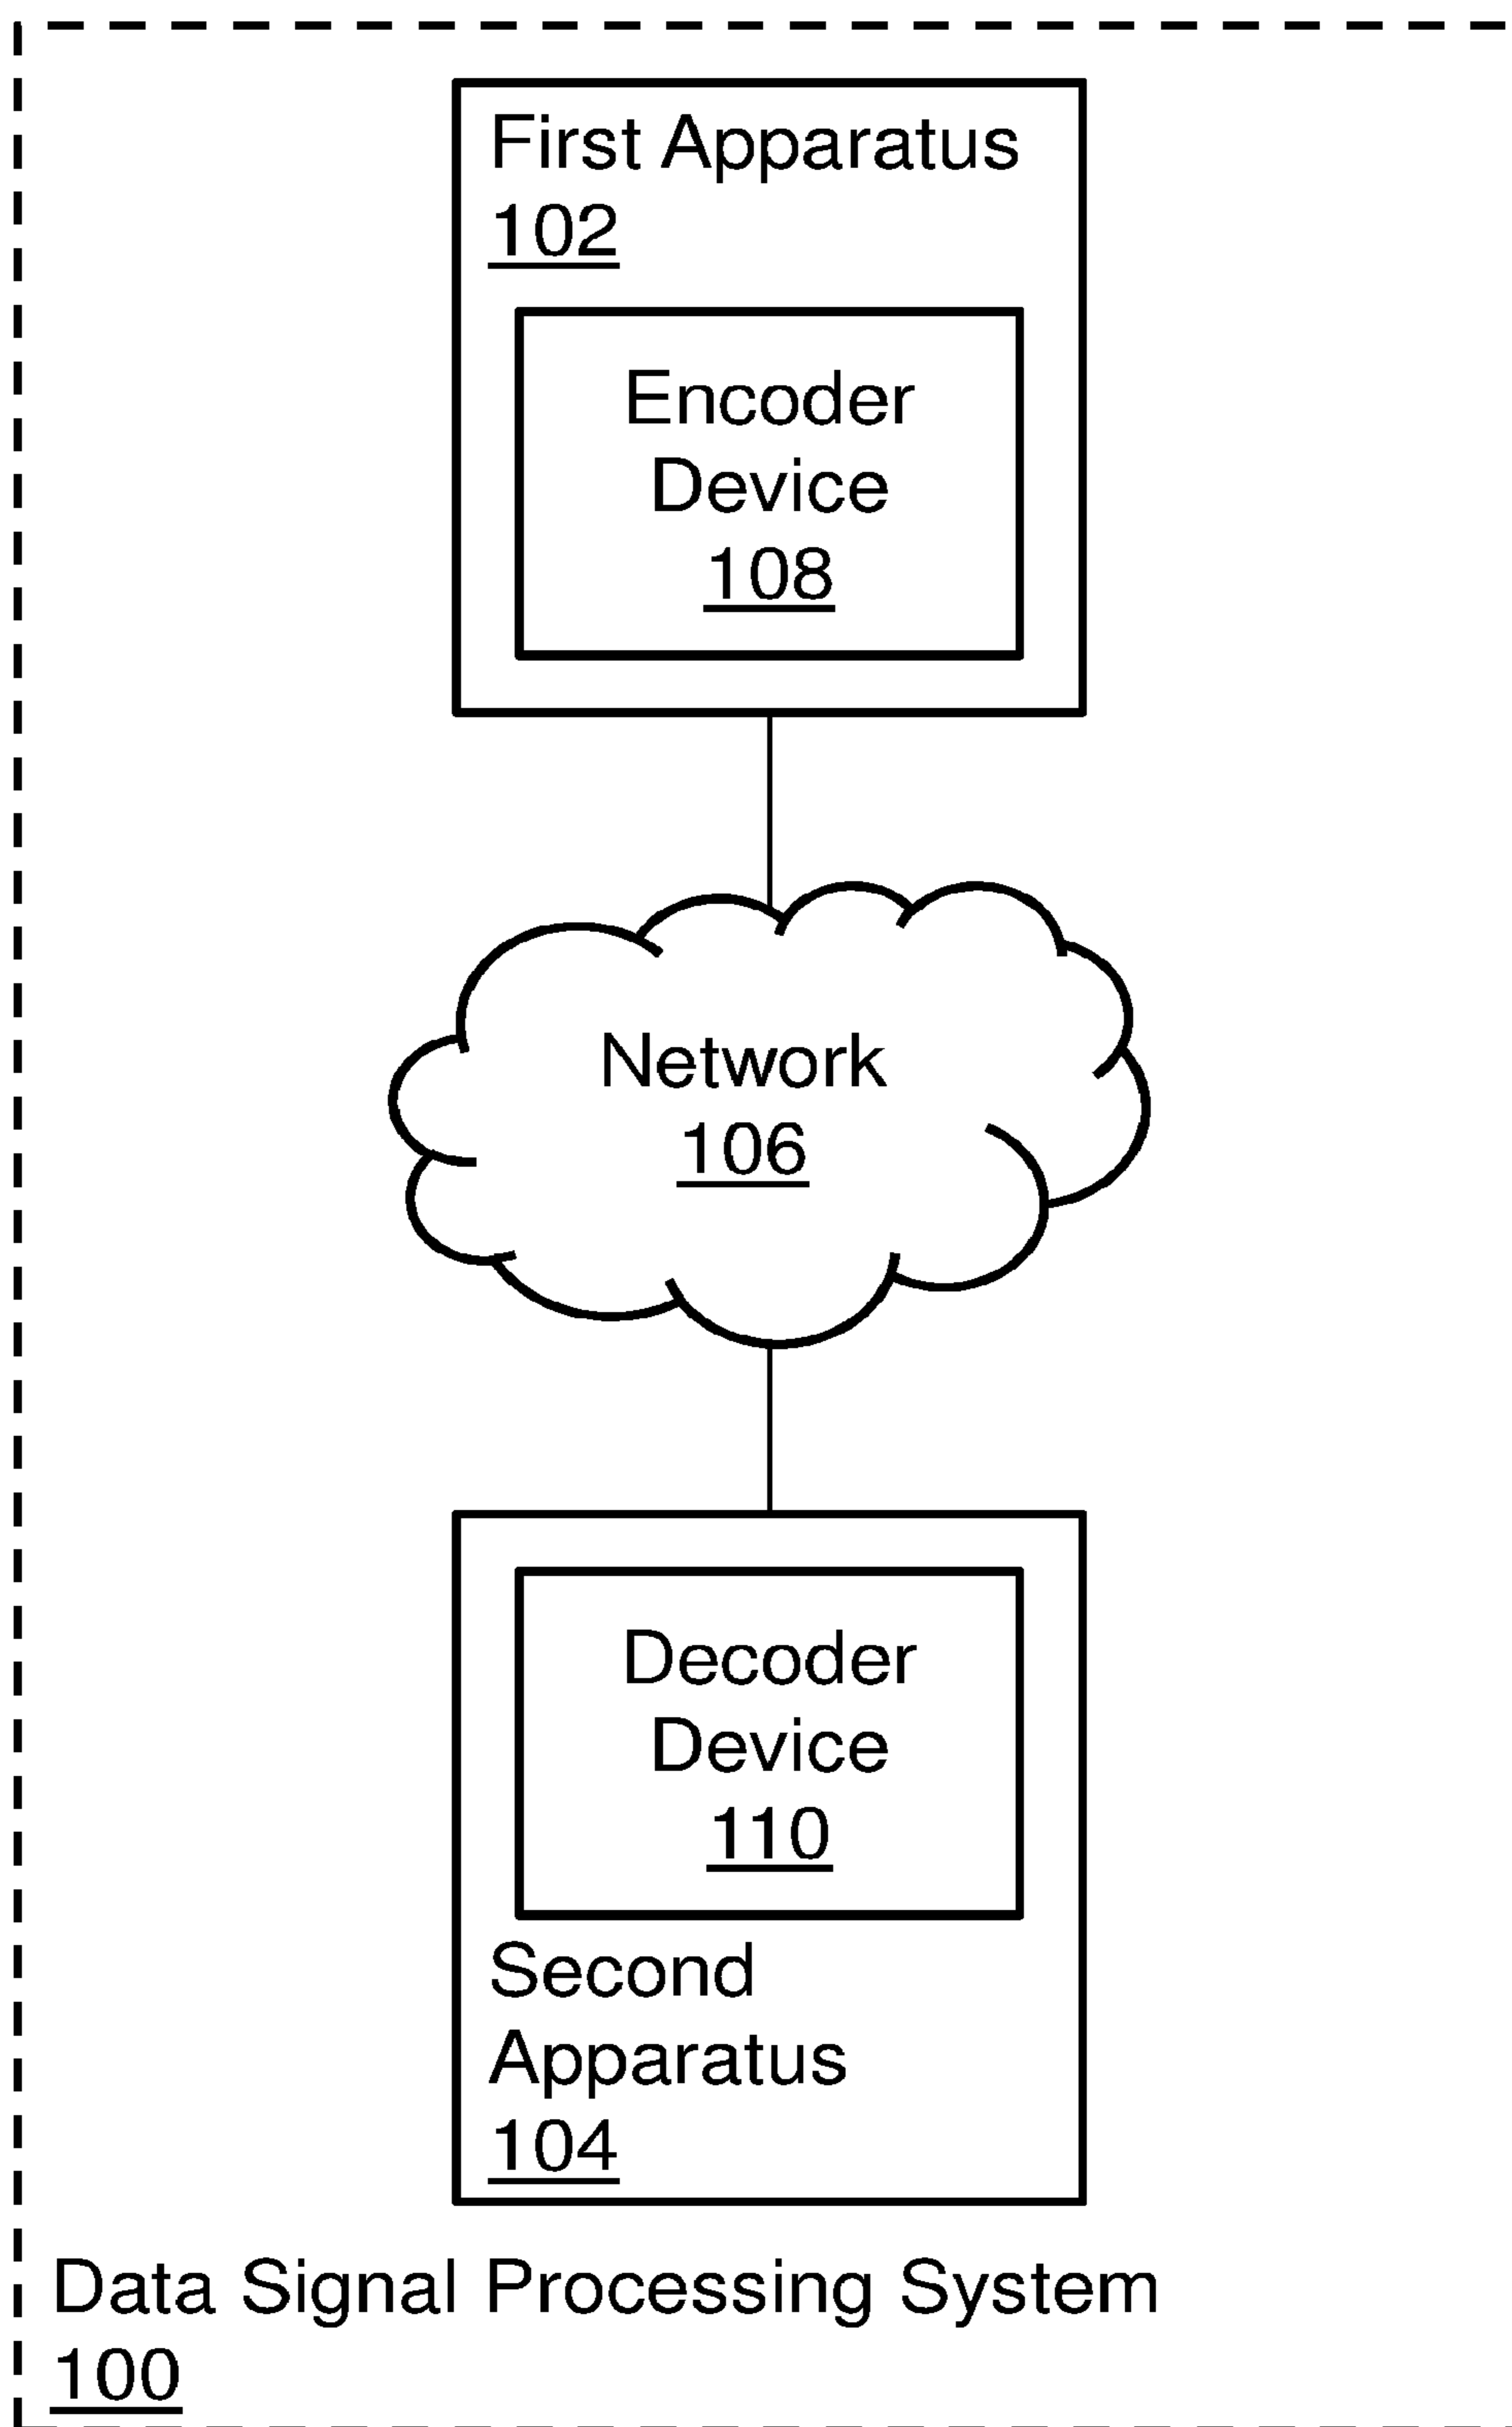 First Apparatus
102
Encoder
Device
108
Network
106
Decoder
Device
110
Second
Apparatus
104
Data Signal Processing System
100